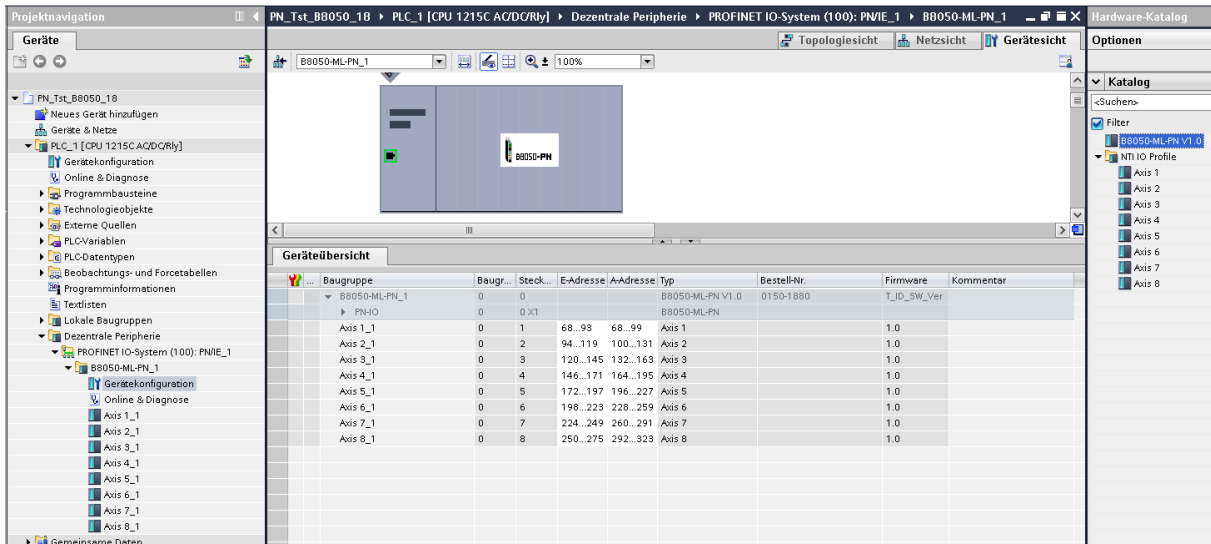 Projektnavigation
Geräte
PN_Tst_B8050_18
Neues Gerät hinzufügen
Geräte & Netze
PLC_1 [CPU 1215C AC/DC/Rly]
Gerätekonfiguration
Online & Diagnose
Programmbausteine
Technologieobjekte
Externe Quellen
PLC-Variablen
PLC-Datentypen
Beobachtungs- und Forcetabellen
Programminformationen
Textlisten
Lokale Baugruppen
Dezentrale Peripherie
PROFINET IO-System (100): PN/IE_1
B8050-ML-PN_1
Gerätekonfiguration
Online & Diagnose
Axis 1_1
Axis 2_1
Axis 3_1
Axis 4_1
Axis 5_1
Axis 6_1
Axis 7_1
Axis 8_1
Gemeinsame Daten
PN_Tst_B8050_18 PLC_1 [CPU 1215C AC/DC/Rly] Dezentrale Peripherie PROFINET IO-System (100): PN/IE_1 B8050-ML-PN_1
Topologiesicht Netzsicht Gerätesicht
B8050-ML-PN_1 100%
B8050-PN
Geräteübersicht
... Baugruppe Baugr... Steck... E-Adresse A-Adresse Typ Bestell-Nr. Firmware Kommentar
B8050-ML-PN_1 0 0 B8050-ML-PN V1.0 0150-1880 T_ID_SW_Ver
PN-IO 0 0 X1 B8050-ML-PN
Axis 1_1 0 1 68...93 68...99 Axis 1 1.0
Axis 2_1 0 2 94...119 100...131 Axis 2 1.0
Axis 3_1 0 3 120...145 132...163 Axis 3 1.0
Axis 4_1 0 4 146...171 164...195 Axis 4 1.0
Axis 5_1 0 5 172...197 196...227 Axis 5 1.0
Axis 6_1 0 6 198...223 228...259 Axis 6 1.0
Axis 7_1 0 7 224...249 260...291 Axis 7 1.0
Axis 8_1 0 8 250...275 292...323 Axis 8 1.0
Hardware-Katalog
Optionen
Katalog
<Suchen>
Filter
B8050-ML-PN V1.0
NTI IO Profile
Axis 1
Axis 2
Axis 3
Axis 4
Axis 5
Axis 6
Axis 7
Axis 8